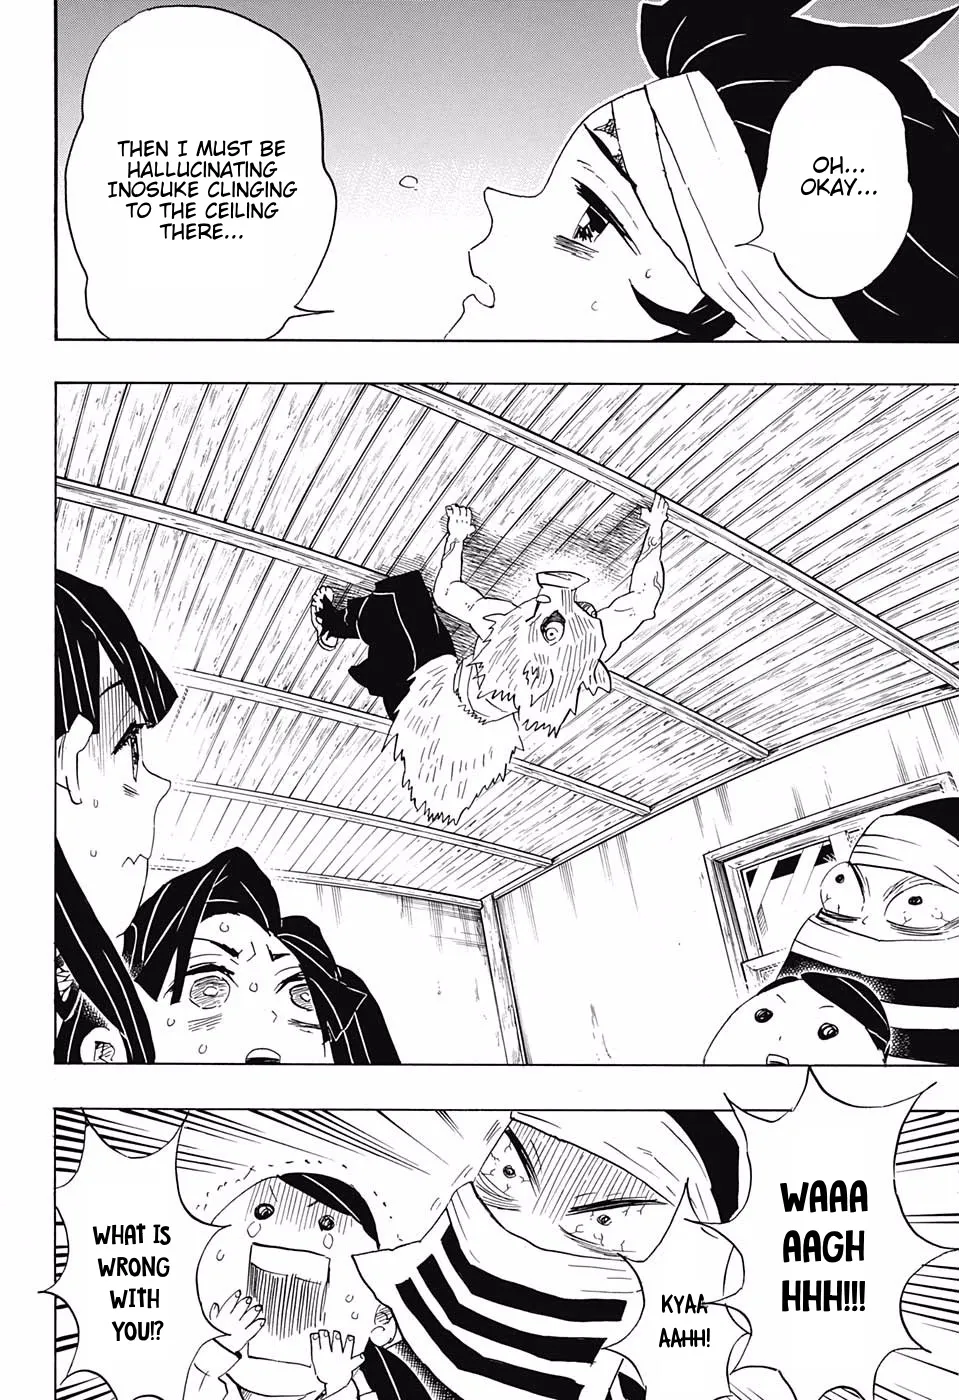 OH...
OKAY...
THEN I MUST BE
HALLUCINATING
INOSUKE CLINGING
TO THE CEILING
THERE...
WAAA
AAGH
HHH!!!
KYAA
AAHH!
WHAT IS
WRONG
WITH
YOU!?